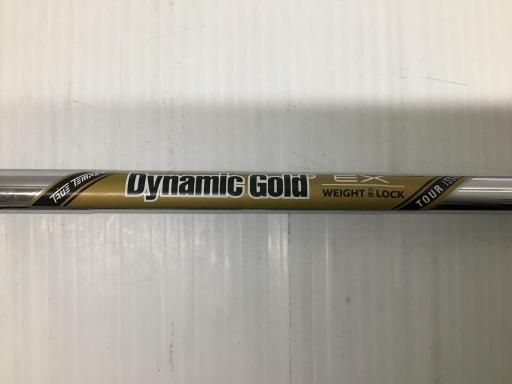 TRUE TEMPER
Dynamic Gold®
EX
WEIGHT LOCK
TOUR ISSUE